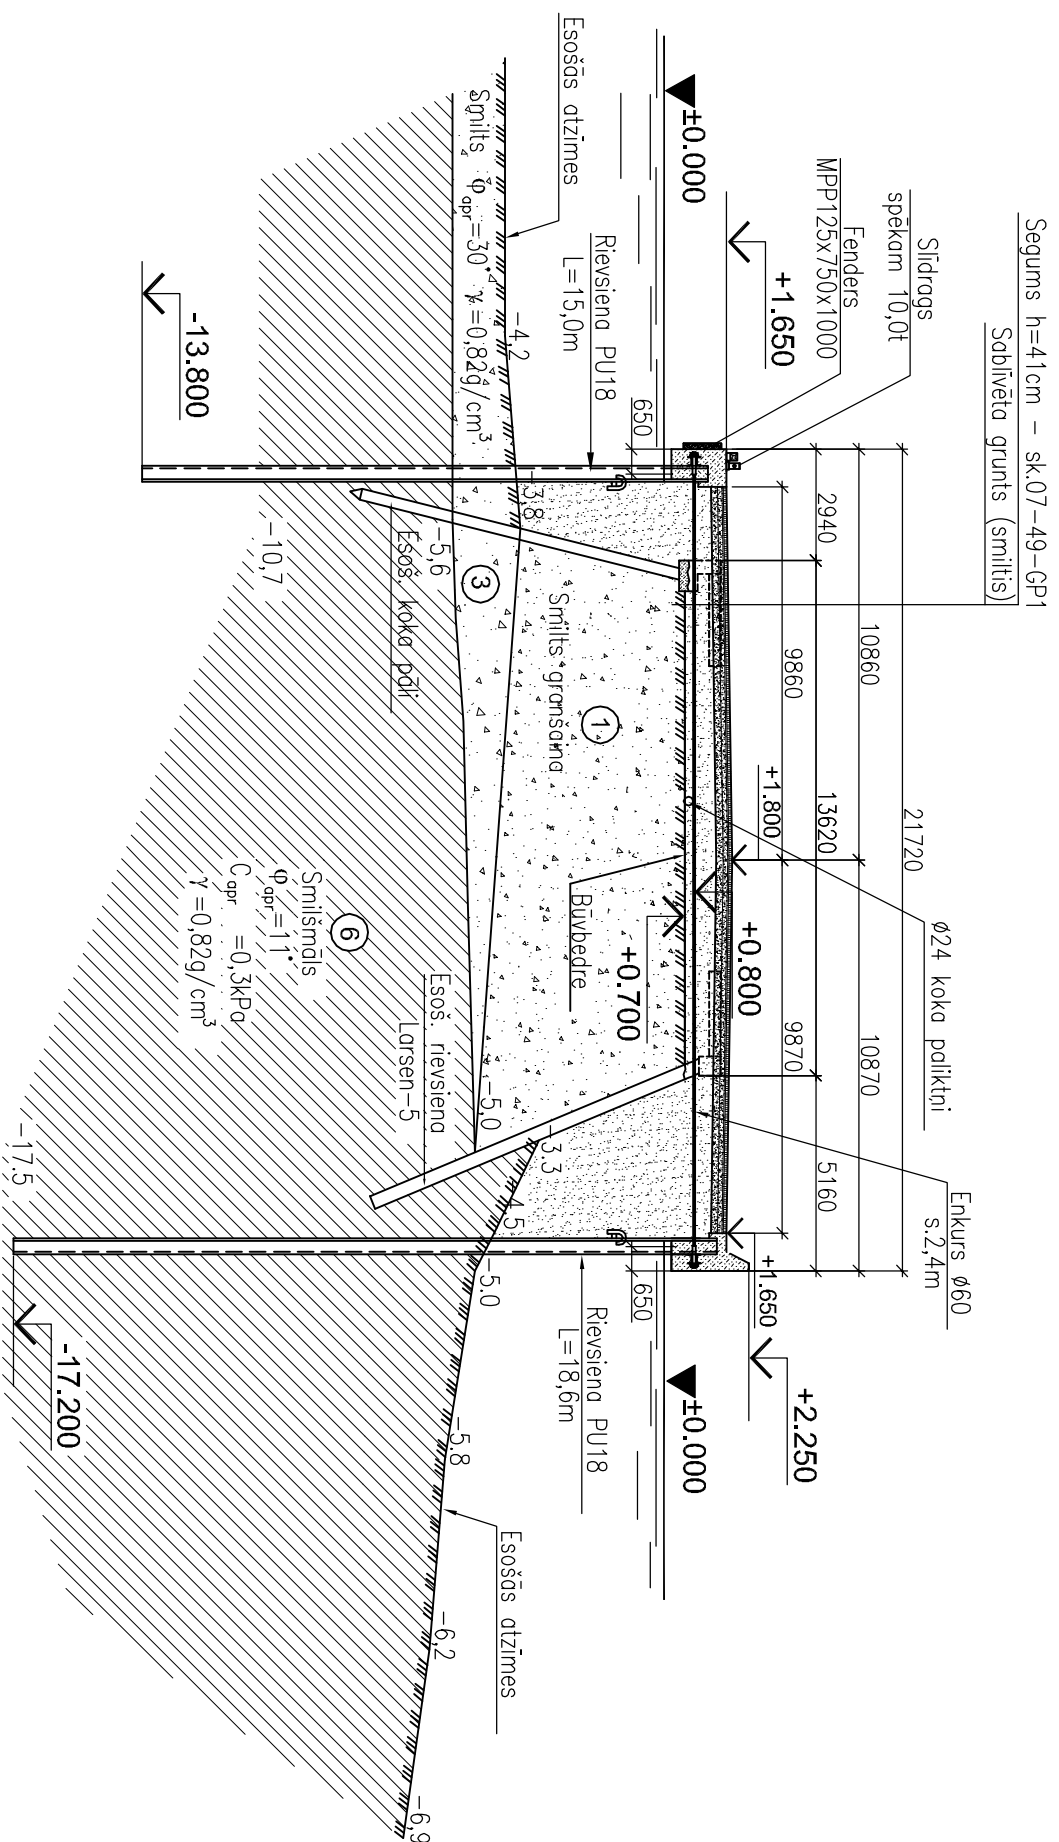 Segums h=41cm - sk.07-49-GP1
Sablīvēta grunts (smiltis)
Slīdrags
spēkam 10,0t
Fenders
MPP125x750x1000
+1.650
±0.000
Esošās atzīmes
Rievsiena PU18
L=15,0m
650
2940
10860
21720
9860
13620
+1.800
10870
9870
5160
ø24 koka paliktņi
Enkurs ø60
s.2,4m
+0.800
+0.700
Būvbedre
+1.650
+2.250
±0.000
650
Rievsiena PU18
L=18,6m
Smilts grantšaina
1
3
Smilts φapr=30° γ=0,82g/cm³
-4,2
-3,8
-5,6
Esoš. koka pāļi
-10,7
-13.800
Smilšmāls
6
φapr=11°
Capr =0,3kPa
γ=0,82g/cm³
Esoš. rievsiena
Larsen-5
-5,0
-3,3
-4,5
-5.0
-5.8
-6,2
-6,9
Esošās atzīmes
-17.5
-17.200